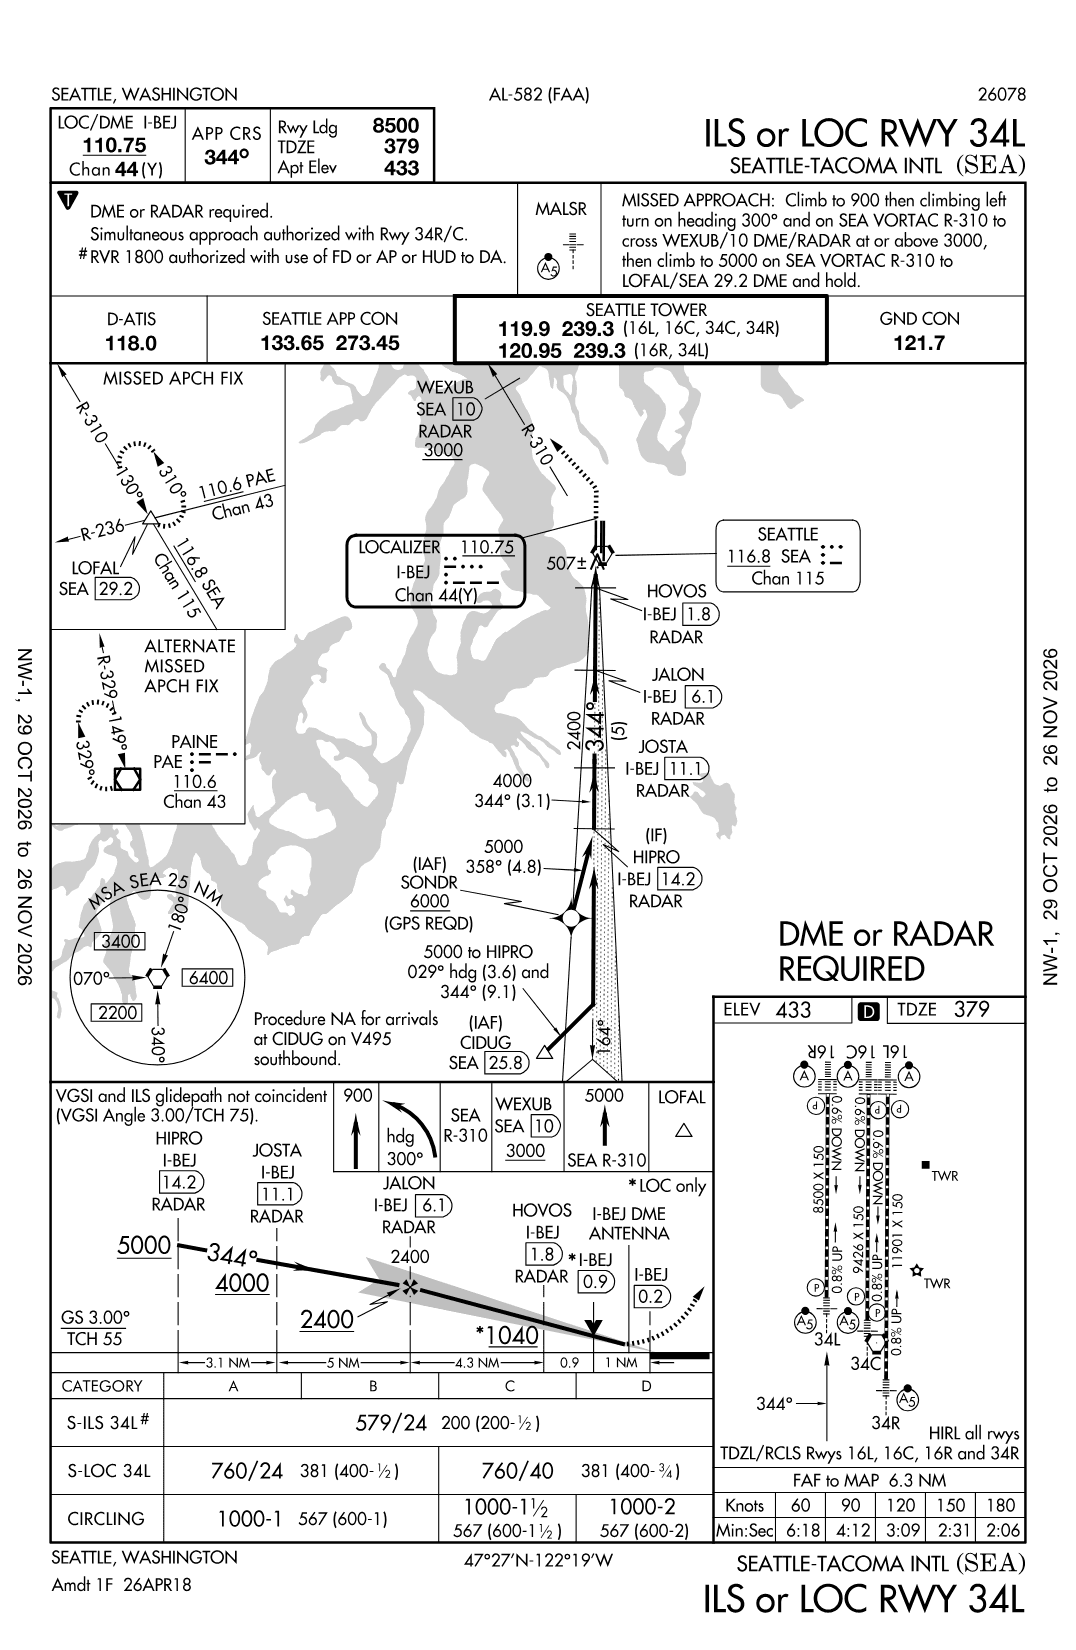 SEATTLE, WASHINGTON
AL-582 (FAA)
26078
LOC/DME I-BEJ
110.75
Chan 44 (Y)
APP CRS
344°
Rwy Ldg 8500
TDZE 379
Apt Elev 433
ILS or LOC RWY 34L
SEATTLE-TACOMA INTL (SEA)
T
DME or RADAR required.
Simultaneous approach authorized with Rwy 34R/C.
# RVR 1800 authorized with use of FD or AP or HUD to DA.
MALSR
A5
MISSED APPROACH: Climb to 900 then climbing left
turn on heading 300° and on SEA VORTAC R-310 to
cross WEXUB/10 DME/RADAR at or above 3000,
then climb to 5000 on SEA VORTAC R-310 to
LOFAL/SEA 29.2 DME and hold.
D-ATIS
118.0
SEATTLE APP CON
133.65 273.45
SEATTLE TOWER
119.9 239.3 (16L, 16C, 34C, 34R)
120.95 239.3 (16R, 34L)
GND CON
121.7
MISSED APCH FIX
R-310
130°
310°
110.6 PAE
Chan 43
R-236
LOFAL
SEA 29.2
116.8 SEA
Chan 115
ALTERNATE
MISSED
APCH FIX
R-329
149°
329°
PAINE
PAE
110.6
Chan 43
WEXUB
SEA 10
RADAR
3000
R-310
LOCALIZER 110.75
I-BEJ
Chan 44(Y)
507±
SEATTLE
116.8 SEA
Chan 115
HOVOS
I-BEJ 1.8
RADAR
JALON
I-BEJ 6.1
RADAR
2400
344°
(5)
JOSTA
I-BEJ 11.1
RADAR
4000
344° (3.1)
(IF)
HIPRO
I-BEJ 14.2
RADAR
5000
358° (4.8)
(IAF)
SONDR
6000
(GPS REQD)
5000 to HIPRO
029° hdg (3.6) and
344° (9.1)
(IAF)
CIDUG
SEA 25.8
164°
MSA SEA 25 NM
180°
3400
070°
6400
2200
340°
Procedure NA for arrivals
at CIDUG on V495
southbound.
DME or RADAR
REQUIRED
NW-1, 29 OCT 2026 to 26 NOV 2026
NW-1, 29 OCT 2026 to 26 NOV 2026
ELEV 433
D
TDZE 379
16R
16C
16L
A
A
A
P
P
P
0.6% DOWN
0.6% DOWN
0.6% DOWN
8500 X 150
9426 X 150
11901 X 150
TWR
TWR
0.8% UP
0.8% UP
0.8% UP
P
P
P
A5
A5
34L
34C
A5
34R
344°
HIRL all rwys
TDZL/RCLS Rwys 16L, 16C, 16R and 34R
FAF to MAP 6.3 NM
Knots 60 90 120 150 180
Min:Sec 6:18 4:12 3:09 2:31 2:06
VGSI and ILS glidepath not coincident
(VGSI Angle 3.00/TCH 75).
900
hdg
300°
SEA
R-310
WEXUB
SEA 10
3000
5000
SEA R-310
LOFAL
HIPRO
I-BEJ
14.2
RADAR
JOSTA
I-BEJ
11.1
RADAR
JALON
I-BEJ 6.1
RADAR
2400
HOVOS
I-BEJ
1.8
RADAR
*LOC only
I-BEJ DME
ANTENNA
*I-BEJ
0.9
I-BEJ
0.2
5000
344°
4000
2400
*1040
GS 3.00°
TCH 55
3.1 NM
5 NM
4.3 NM
0.9
1 NM
CATEGORY A B C D
S-ILS 34L# 579/24 200 (200-½)
S-LOC 34L 760/24 381 (400-½) 760/40 381 (400-¾)
CIRCLING 1000-1 567 (600-1) 1000-1½ 567 (600-1½) 1000-2 567 (600-2)
SEATTLE, WASHINGTON
Amdt 1F 26APR18
47°27'N-122°19'W
SEATTLE-TACOMA INTL (SEA)
ILS or LOC RWY 34L